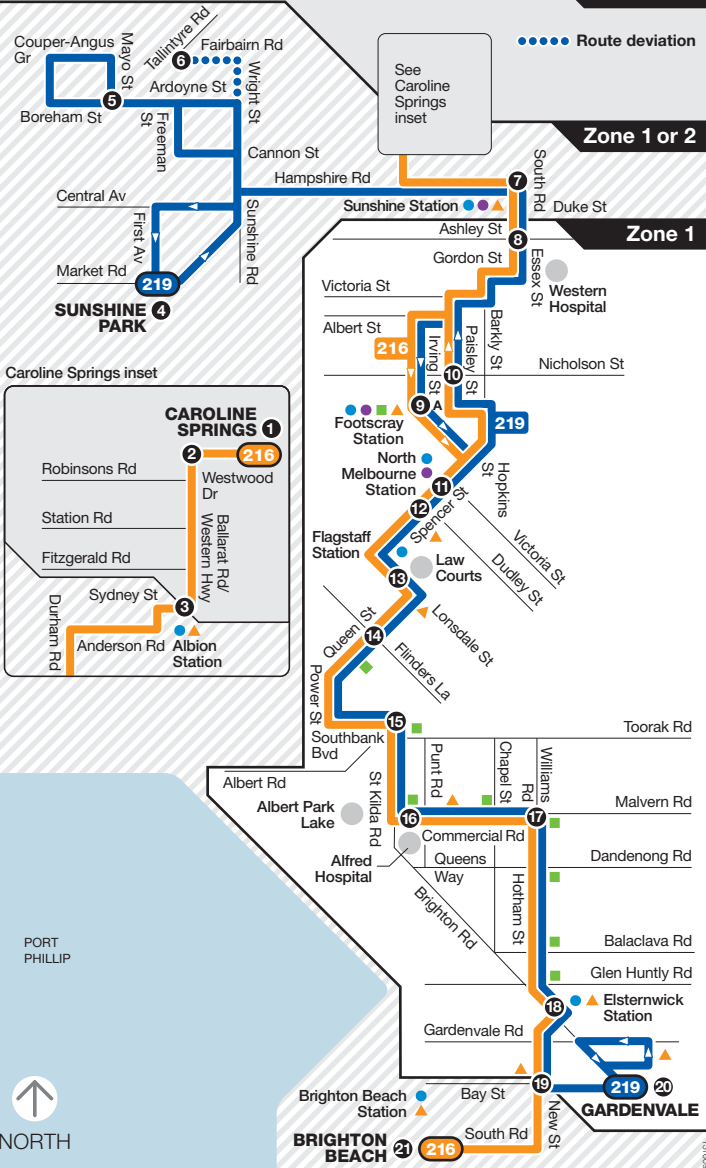 Route deviation
Tallintyre Rd
Fairbairn Rd
Couper-Angus
Gr
Mayo St
6
Wright St
Ardoyne St
5
Boreham St
Freeman
St
Cannon St
See
Caroline
Springs
inset
Zone 1 or 2
Hampshire Rd
7
South Rd
Central Av
Sunshine Station
Duke St
First Av
Sunshine Rd
Ashley St
8
Zone 1
Market Rd
219
SUNSHINE
PARK
4
Gordon St
Essex St
Western
Hospital
Victoria St
Albert St
216
Irving St
Paisley St
Barkly St
Nicholson St
10
9
A
Footscray
Station
219
Hopkins
St
North
Melbourne
Station
11
12
Spencer St
Victoria St
Dudley St
Flagstaff
Station
Law
Courts
13
Lonsdale St
Queen St
14
Flinders La
Power St
15
Southbank
Bvd
Toorak Rd
Albert Rd
St Kilda Rd
Punt Rd
Chapel St
Williams
Rd
Malvern Rd
Albert Park
Lake
16
17
Commercial Rd
Alfred
Hospital
Queens
Way
Dandenong Rd
Brighton Rd
Hotham St
Balaclava Rd
Glen Huntly Rd
18
Elsternwick
Station
Gardenvale Rd
219
20
GARDENVALE
19
Brighton Beach
Station
Bay St
New St
BRIGHTON
BEACH
21
216
South Rd
Caroline Springs inset
CAROLINE
SPRINGS
1
2
216
Robinsons Rd
Westwood
Dr
Station Rd
Ballarat Rd/
Western Hwy
Fitzgerald Rd
Sydney St
3
Durham Rd
Anderson Rd
Albion
Station
PORT
PHILLIP
NORTH